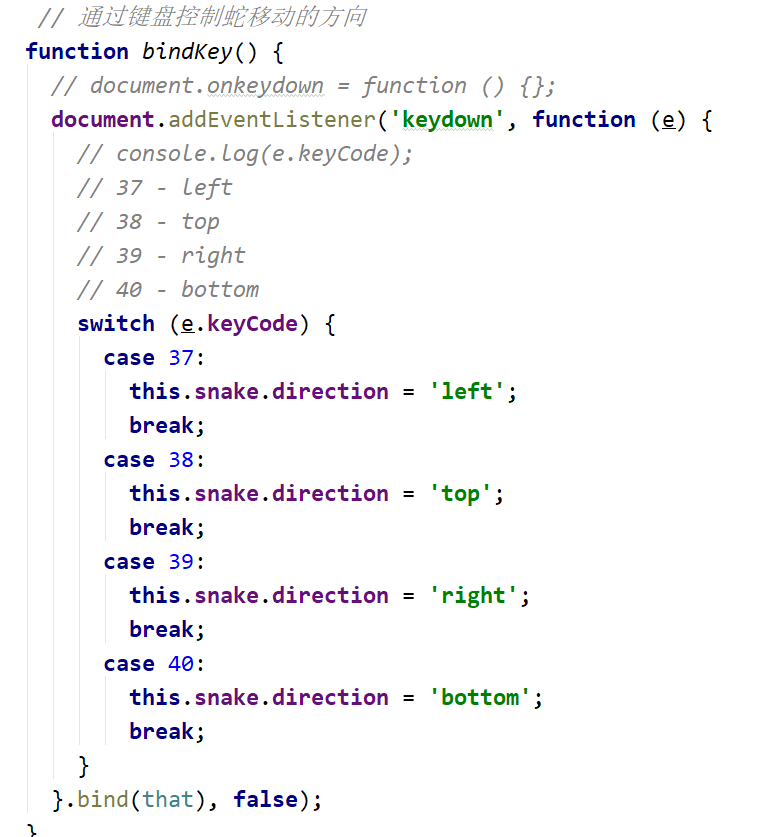 // 通过键盘控制蛇移动的方向
function bindKey() {
// document.onkeydown = function () {};
document.addEventListener('keydown', function (e) {
// console.log(e.keyCode);
// 37 - left
// 38 - top
// 39 - right
// 40 - bottom
switch (e.keyCode) {
case 37:
this.snake.direction = 'left';
break;
case 38:
this.snake.direction = 'top';
break;
case 39:
this.snake.direction = 'right';
break;
case 40:
this.snake.direction = 'bottom';
break;
}
}.bind(that), false);
}